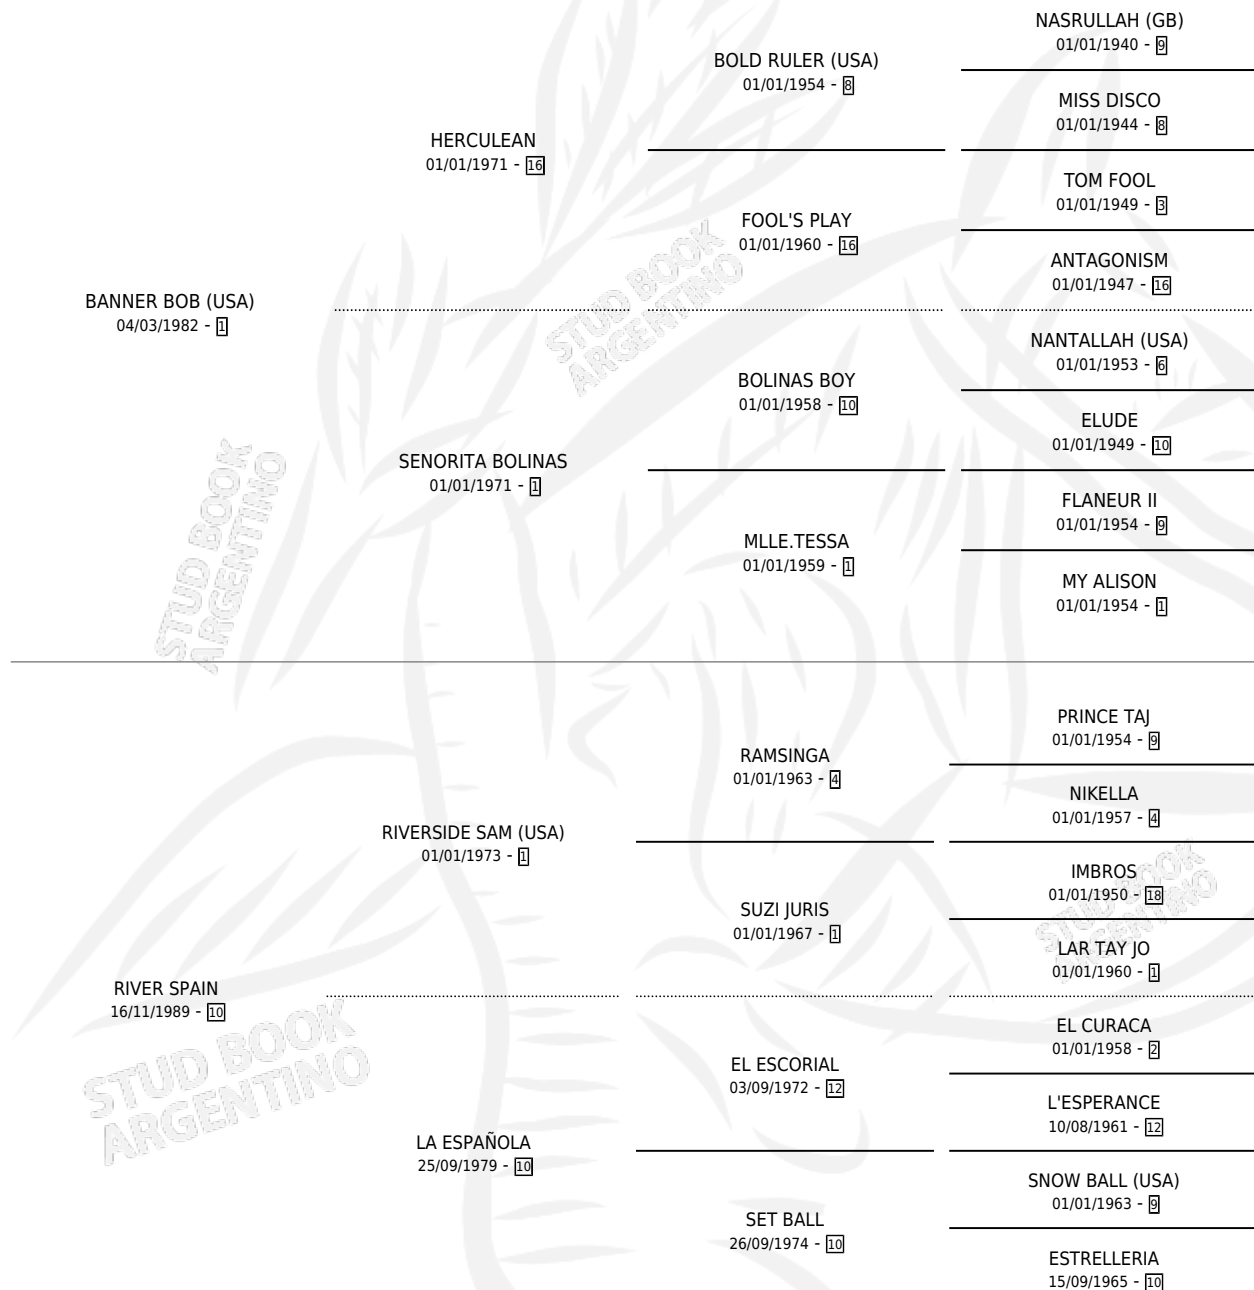 NASRULLAH (GB)
01/01/1940 - 9
BOLD RULER (USA)
01/01/1954 - 8
MISS DISCO
01/01/1944 - 8
HERCULEAN
01/01/1971 - 16
TOM FOOL
01/01/1949 - 3
FOOL'S PLAY
01/01/1960 - 16
ANTAGONISM
01/01/1947 - 16
BANNER BOB (USA)
04/03/1982 - 1
NANTALLAH (USA)
01/01/1953 - 6
BOLINAS BOY
01/01/1958 - 10
ELUDE
01/01/1949 - 10
SENORITA BOLINAS
01/01/1971 - 1
FLANEUR II
01/01/1954 - 9
MLLE.TESSA
01/01/1959 - 1
MY ALISON
01/01/1954 - 1
PRINCE TAJ
01/01/1954 - 9
RAMSINGA
01/01/1963 - 4
NIKELLA
01/01/1957 - 4
RIVERSIDE SAM (USA)
01/01/1973 - 1
IMBROS
01/01/1950 - 18
SUZI JURIS
01/01/1967 - 1
LAR TAY JO
01/01/1960 - 1
RIVER SPAIN
16/11/1989 - 10
EL CURACA
01/01/1958 - 2
EL ESCORIAL
03/09/1972 - 12
L'ESPERANCE
10/08/1961 - 12
LA ESPAÑOLA
25/09/1979 - 10
SNOW BALL (USA)
01/01/1963 - 9
SET BALL
26/09/1974 - 10
ESTRELLERIA
15/09/1965 - 10
STUD BOOK
ARGENTINO
STUD BOOK
ARGENTINO
STUD BOOK
ARGENTINO
STUD BOOK
ARGENTINO